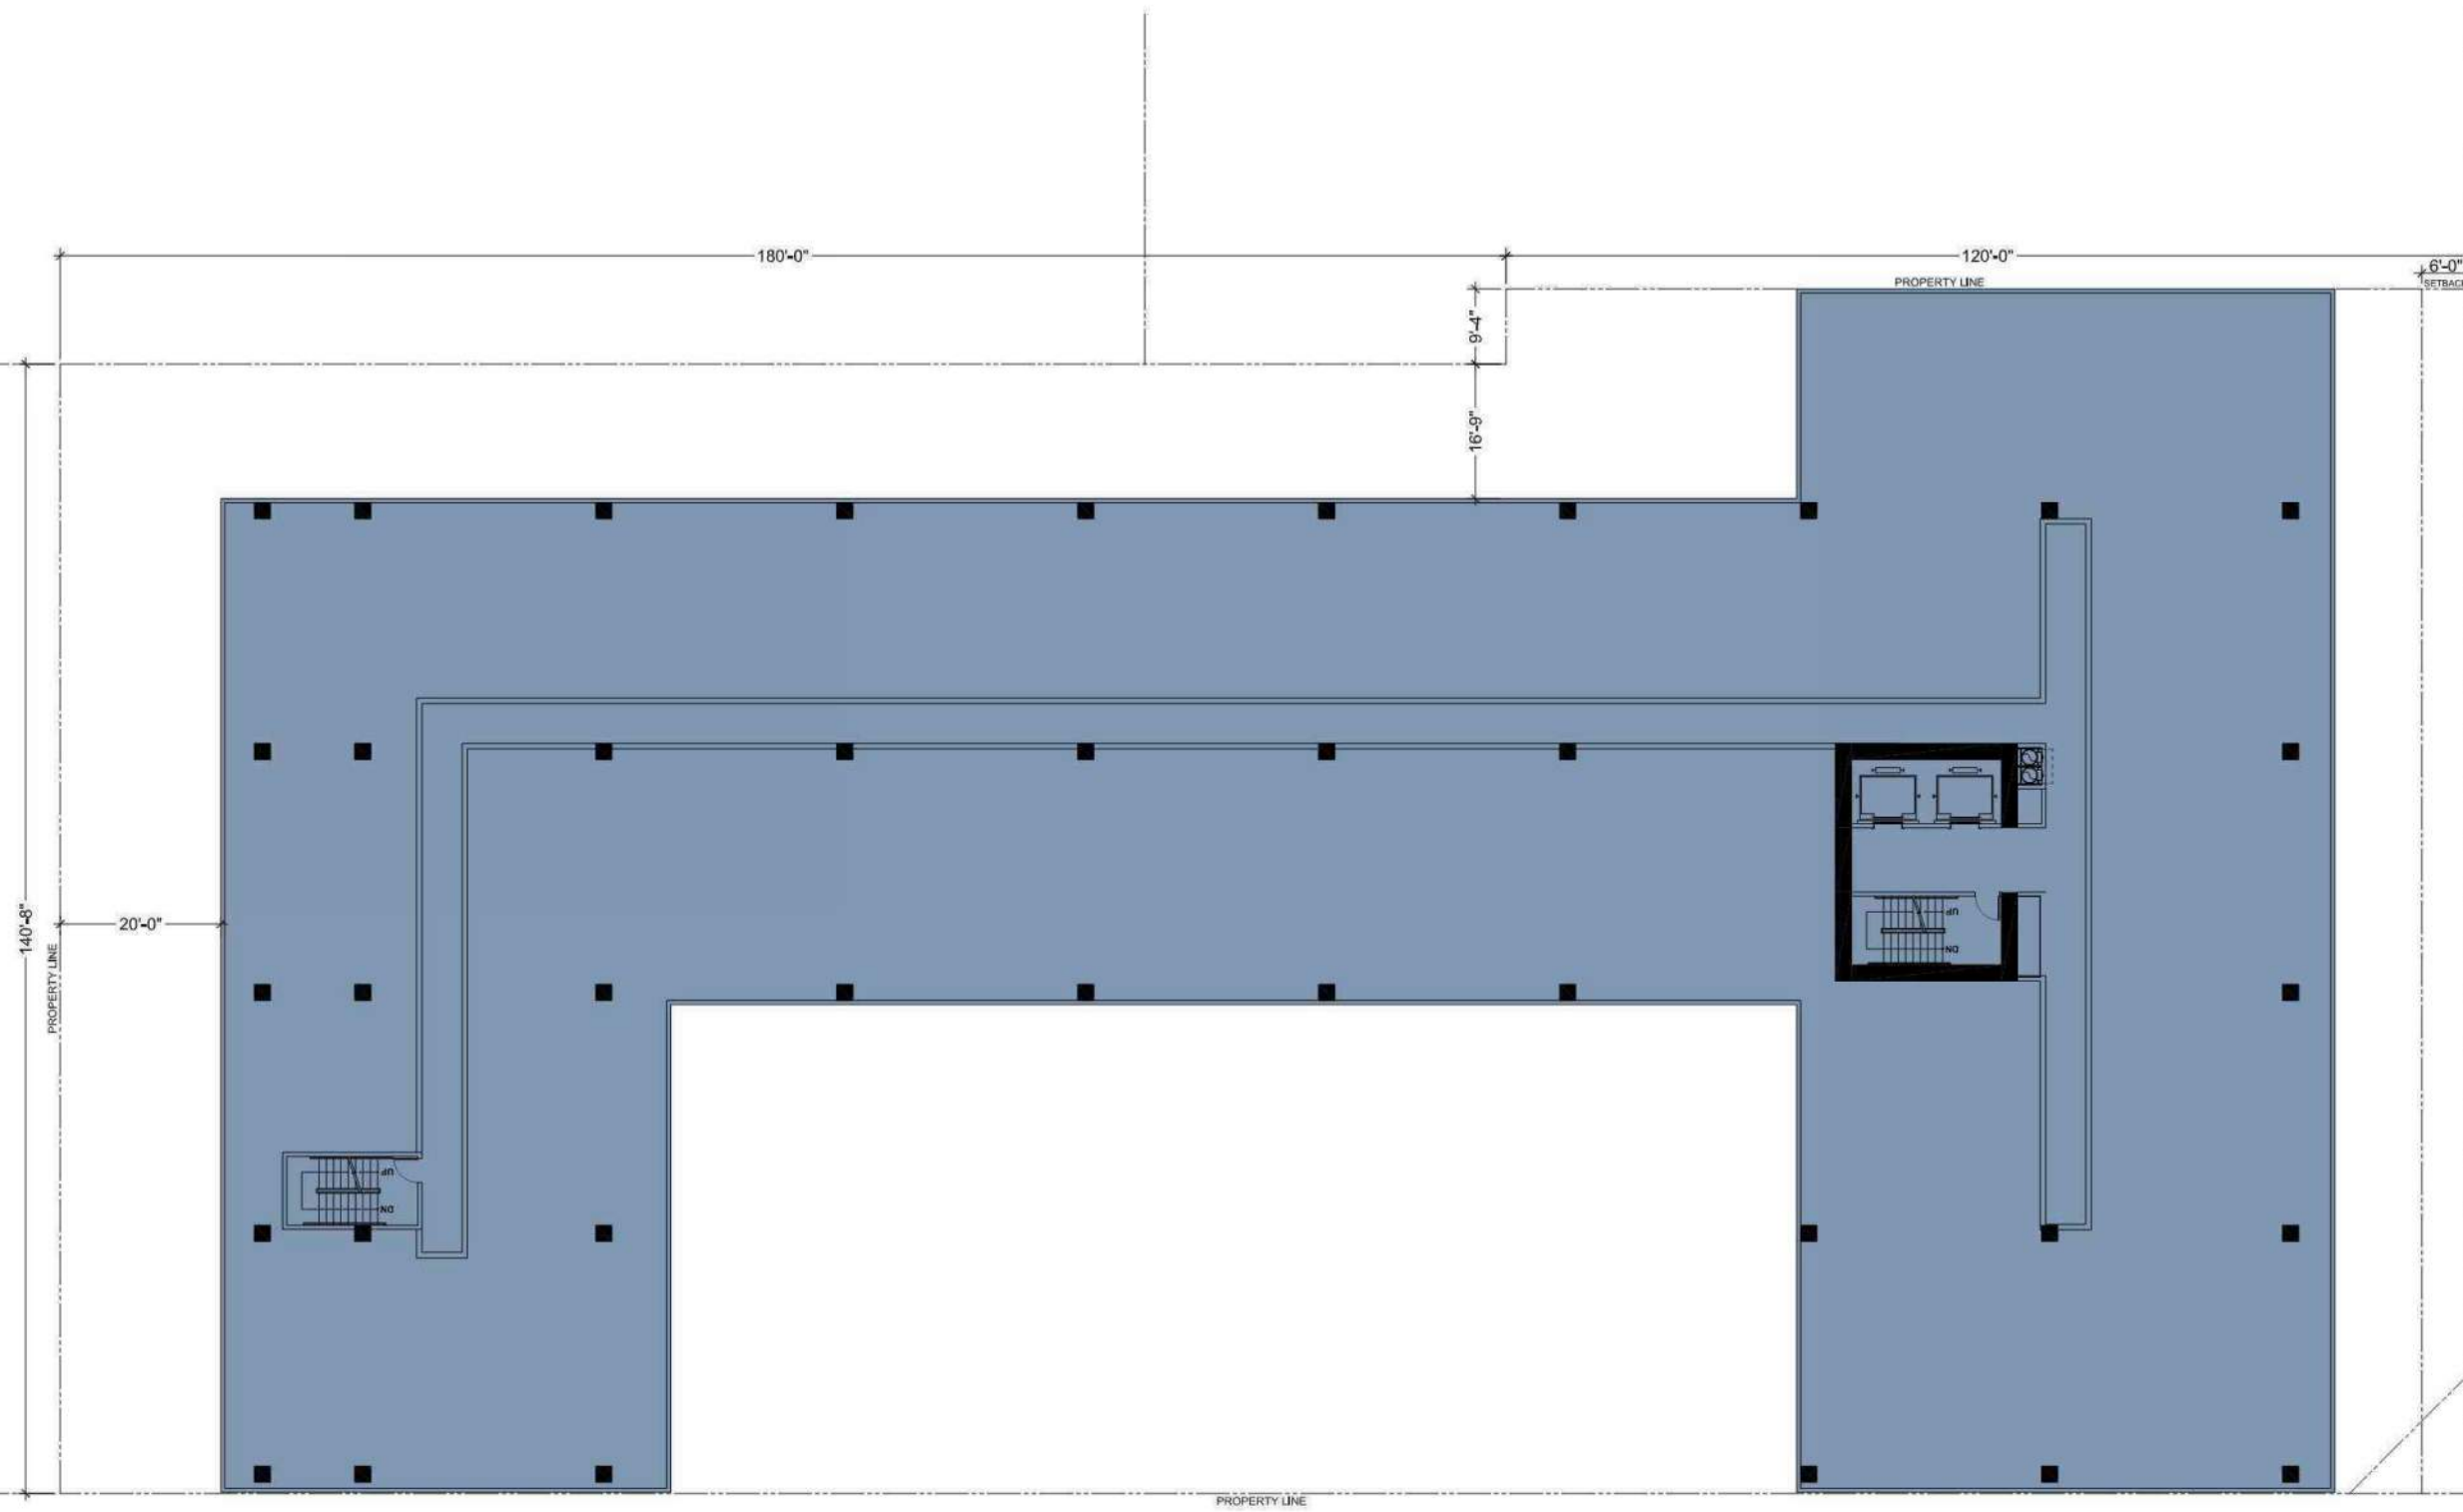 180'-0"
120'-0"
6'-0"
PROPERTY LINE
SETBACK
9'-4"
16'-9"
140'-8"
PROPERTY LINE
20'-0"
UP
DN
UP
DN
PROPERTY LINE